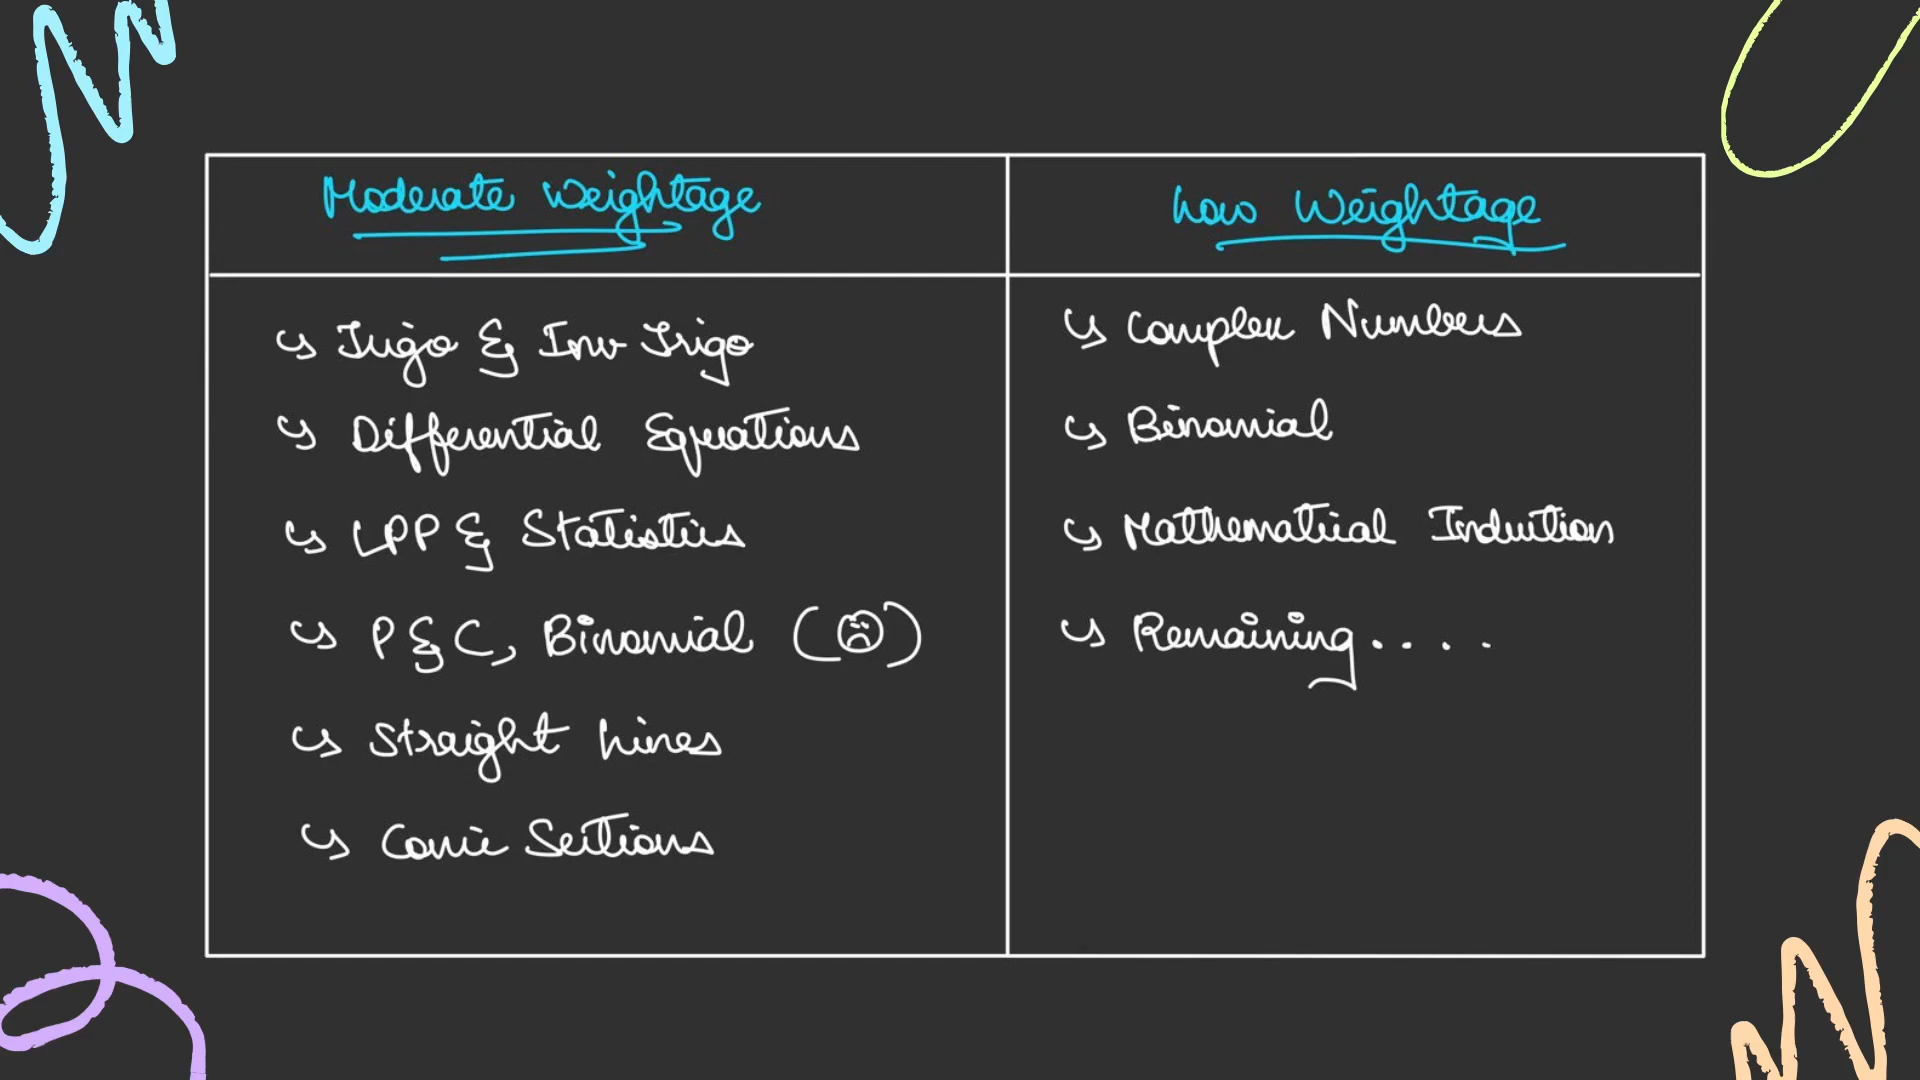 Moderate Weightage
Low Weightage
↳ Trigo & Inv Trigo
↳ Differential Equations
↳ LPP & Statistics
↳ P & C, Binomial (☹)
↳ Straight Lines
↳ Conic Sections
↳ Complex Numbers
↳ Binomial
↳ Mathematical Induction
↳ Remaining....